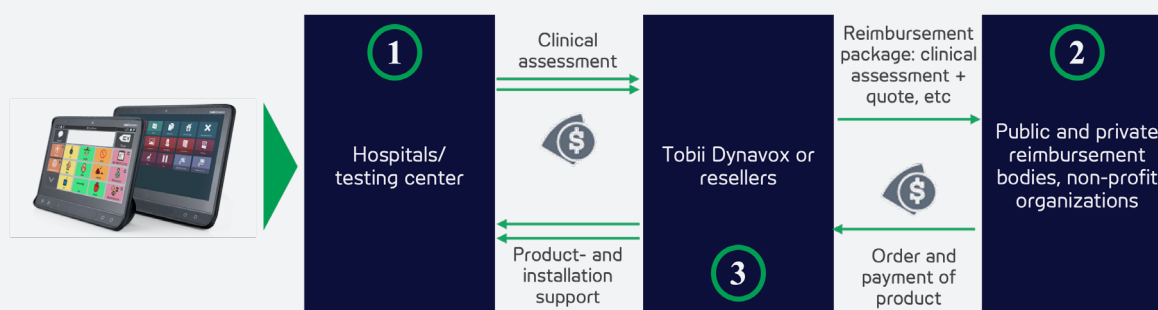 1
Hospitals/
testing center
Clinical
assessment
$
Product- and
installation
support
Tobii Dynavox or
resellers
3
Reimbursement
package: clinical
assessment +
quote, etc
$
Order and
payment of
product
2
Public and private
reimbursement
bodies, non-profit
organizations